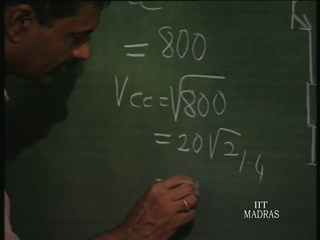 = 800
Vcc = √800
= 20√2 1.4
=
IIT
MADRAS